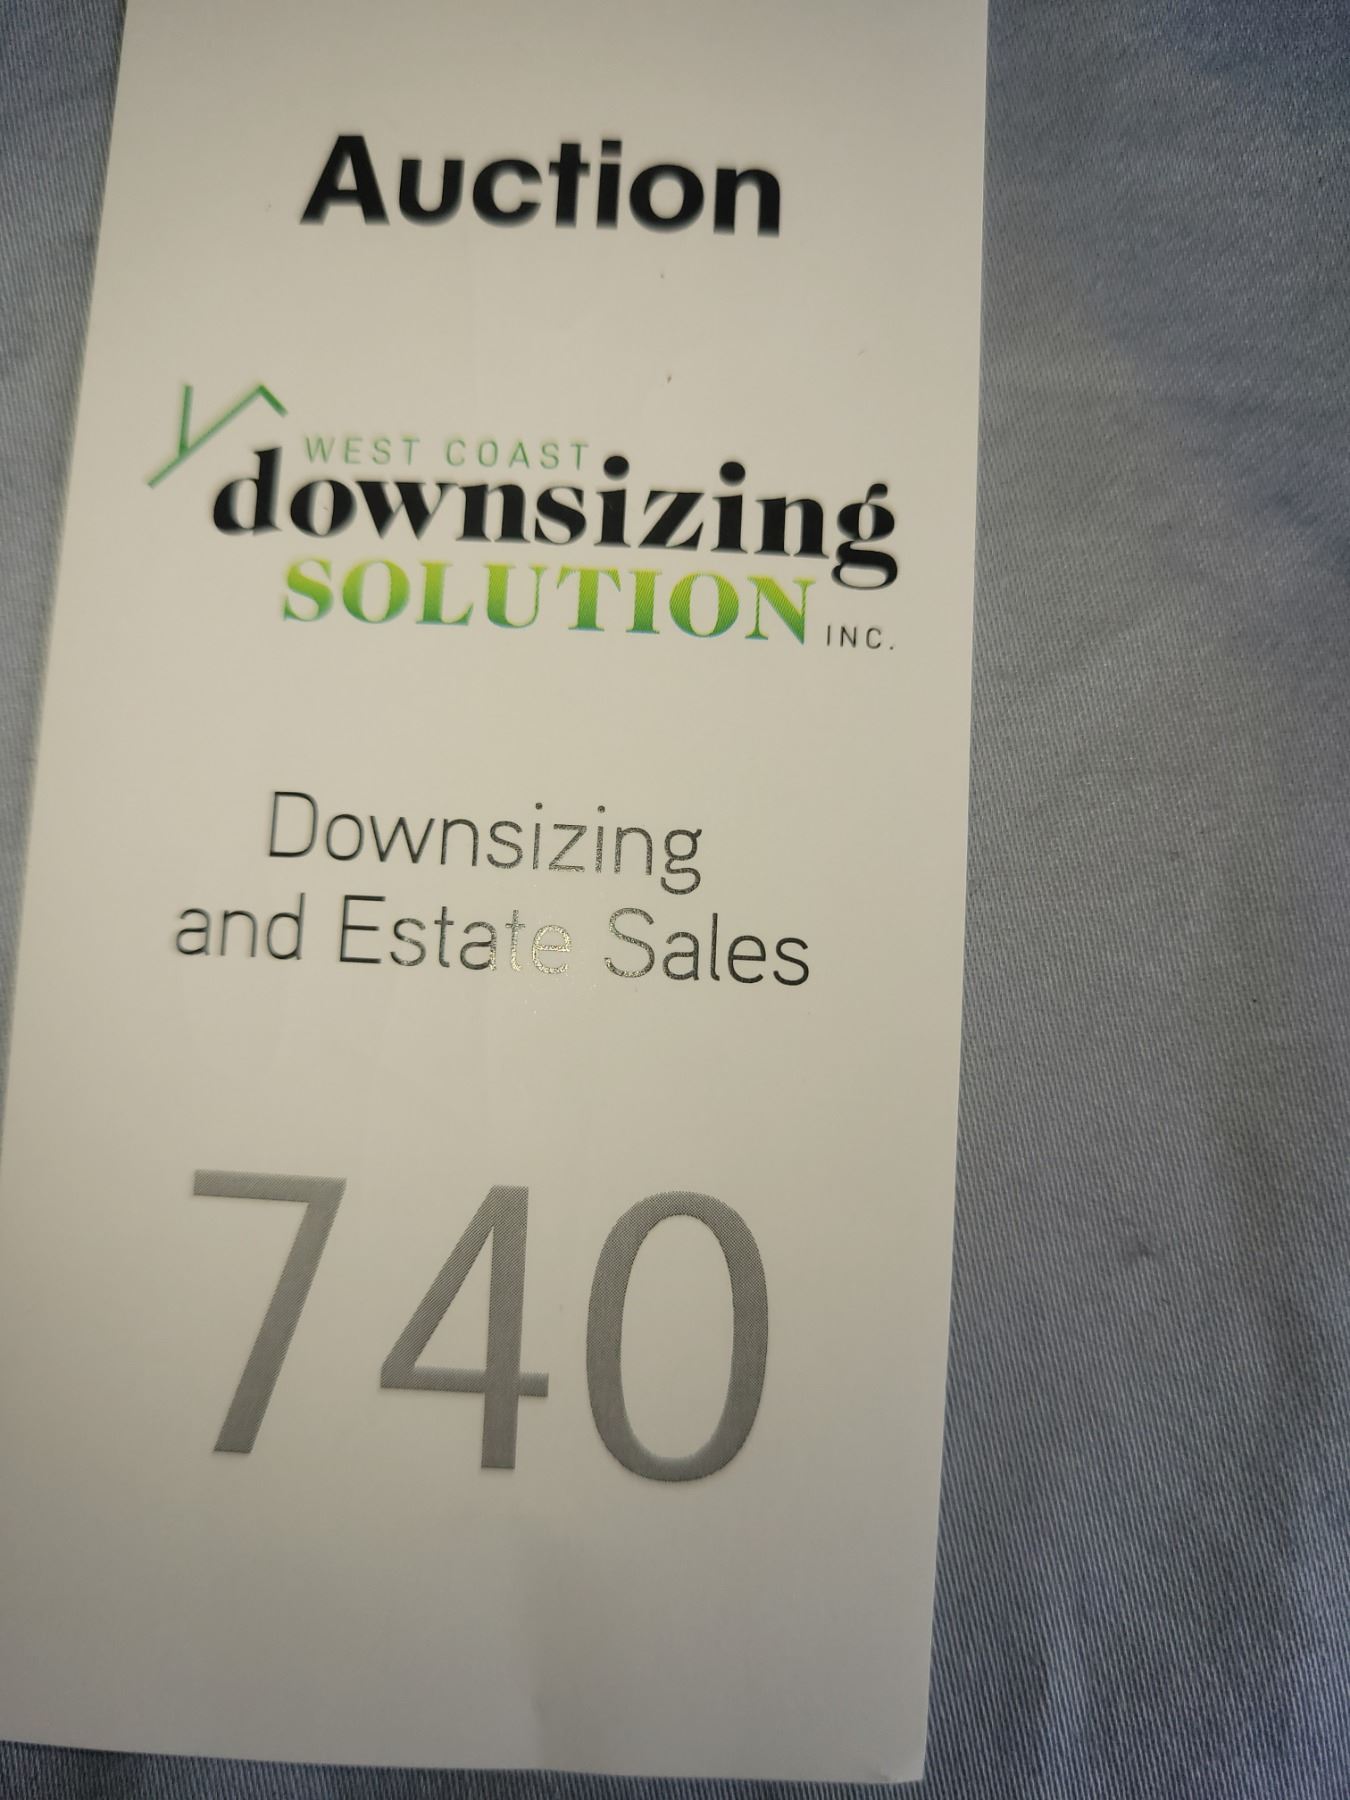 Auction
WEST COAST
downsizing
SOLUTION INC.
Downsizing
and Estate Sales
740